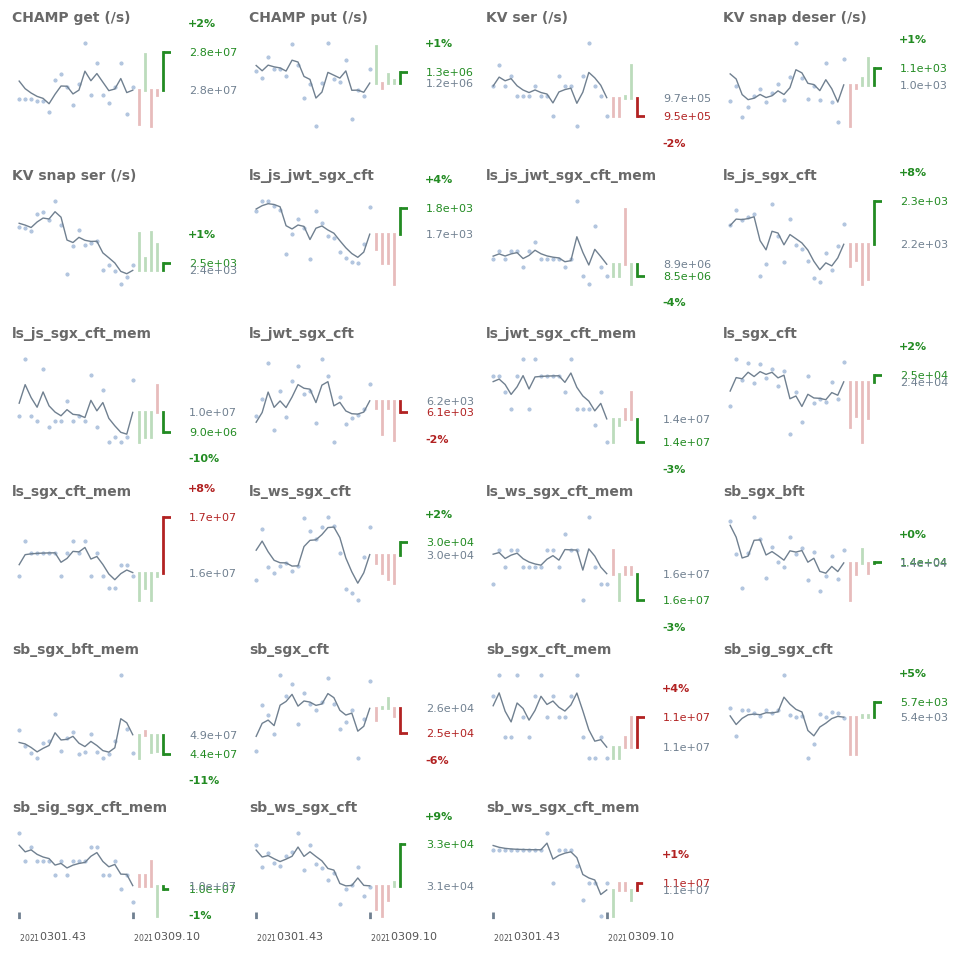 CHAMP get (/s)
+2%
2.8e+07
2.8e+07
CHAMP put (/s)
+1%
1.3e+06
1.2e+06
KV ser (/s)
9.7e+05
9.5e+05
-2%
KV snap deser (/s)
+1%
1.1e+03
1.0e+03
KV snap ser (/s)
+1%
2.5e+03
2.4e+03
ls_js_jwt_sgx_cft
+4%
1.8e+03
1.7e+03
ls_js_jwt_sgx_cft_mem
8.9e+06
8.5e+06
-4%
ls_js_sgx_cft
+8%
2.3e+03
2.2e+03
ls_js_sgx_cft_mem
1.0e+07
9.0e+06
-10%
ls_jwt_sgx_cft
6.2e+03
6.1e+03
-2%
ls_jwt_sgx_cft_mem
1.4e+07
1.4e+07
-3%
ls_sgx_cft
+2%
2.5e+04
2.4e+04
ls_sgx_cft_mem
+8%
1.7e+07
1.6e+07
ls_ws_sgx_cft
+2%
3.0e+04
3.0e+04
ls_ws_sgx_cft_mem
1.6e+07
1.6e+07
-3%
sb_sgx_bft
+0%
1.4e+04
sb_sgx_bft_mem
4.9e+07
4.4e+07
-11%
sb_sgx_cft
2.6e+04
2.5e+04
-6%
sb_sgx_cft_mem
+4%
1.1e+07
1.1e+07
sb_sig_sgx_cft
+5%
5.7e+03
5.4e+03
sb_sig_sgx_cft_mem
1.0e+07
1.0e+07
-1%
2021 0301.43
2021 0309.10
sb_ws_sgx_cft
+9%
3.3e+04
3.1e+04
2021 0301.43
2021 0309.10
sb_ws_sgx_cft_mem
+1%
1.1e+07
1.1e+07
2021 0301.43
2021 0309.10